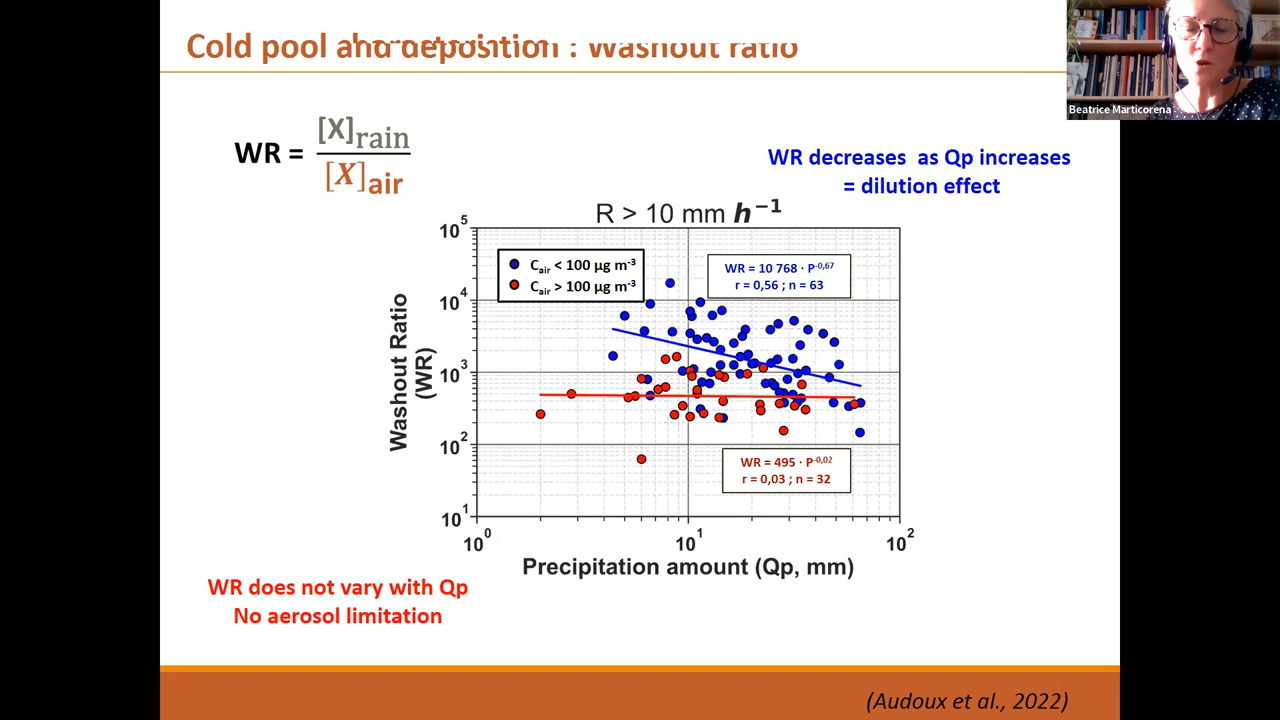 Cold pool and deposition : Washout ratio
Beatrice Marticorena
WR = [X]rain
[X]air
WR decreases as Qp increases
= dilution effect
R > 10 mm h⁻¹
Cair < 100 µg m-3
Cair > 100 µg m-3
WR = 10 768 · P-0,67
r = 0,56 ; n = 63
WR = 495 · P-0,02
r = 0,03 ; n = 32
10⁵
10⁴
10³
10²
10¹
Washout Ratio
(WR)
10⁰
10¹
10²
Precipitation amount (Qp, mm)
WR does not vary with Qp
No aerosol limitation
(Audoux et al., 2022)